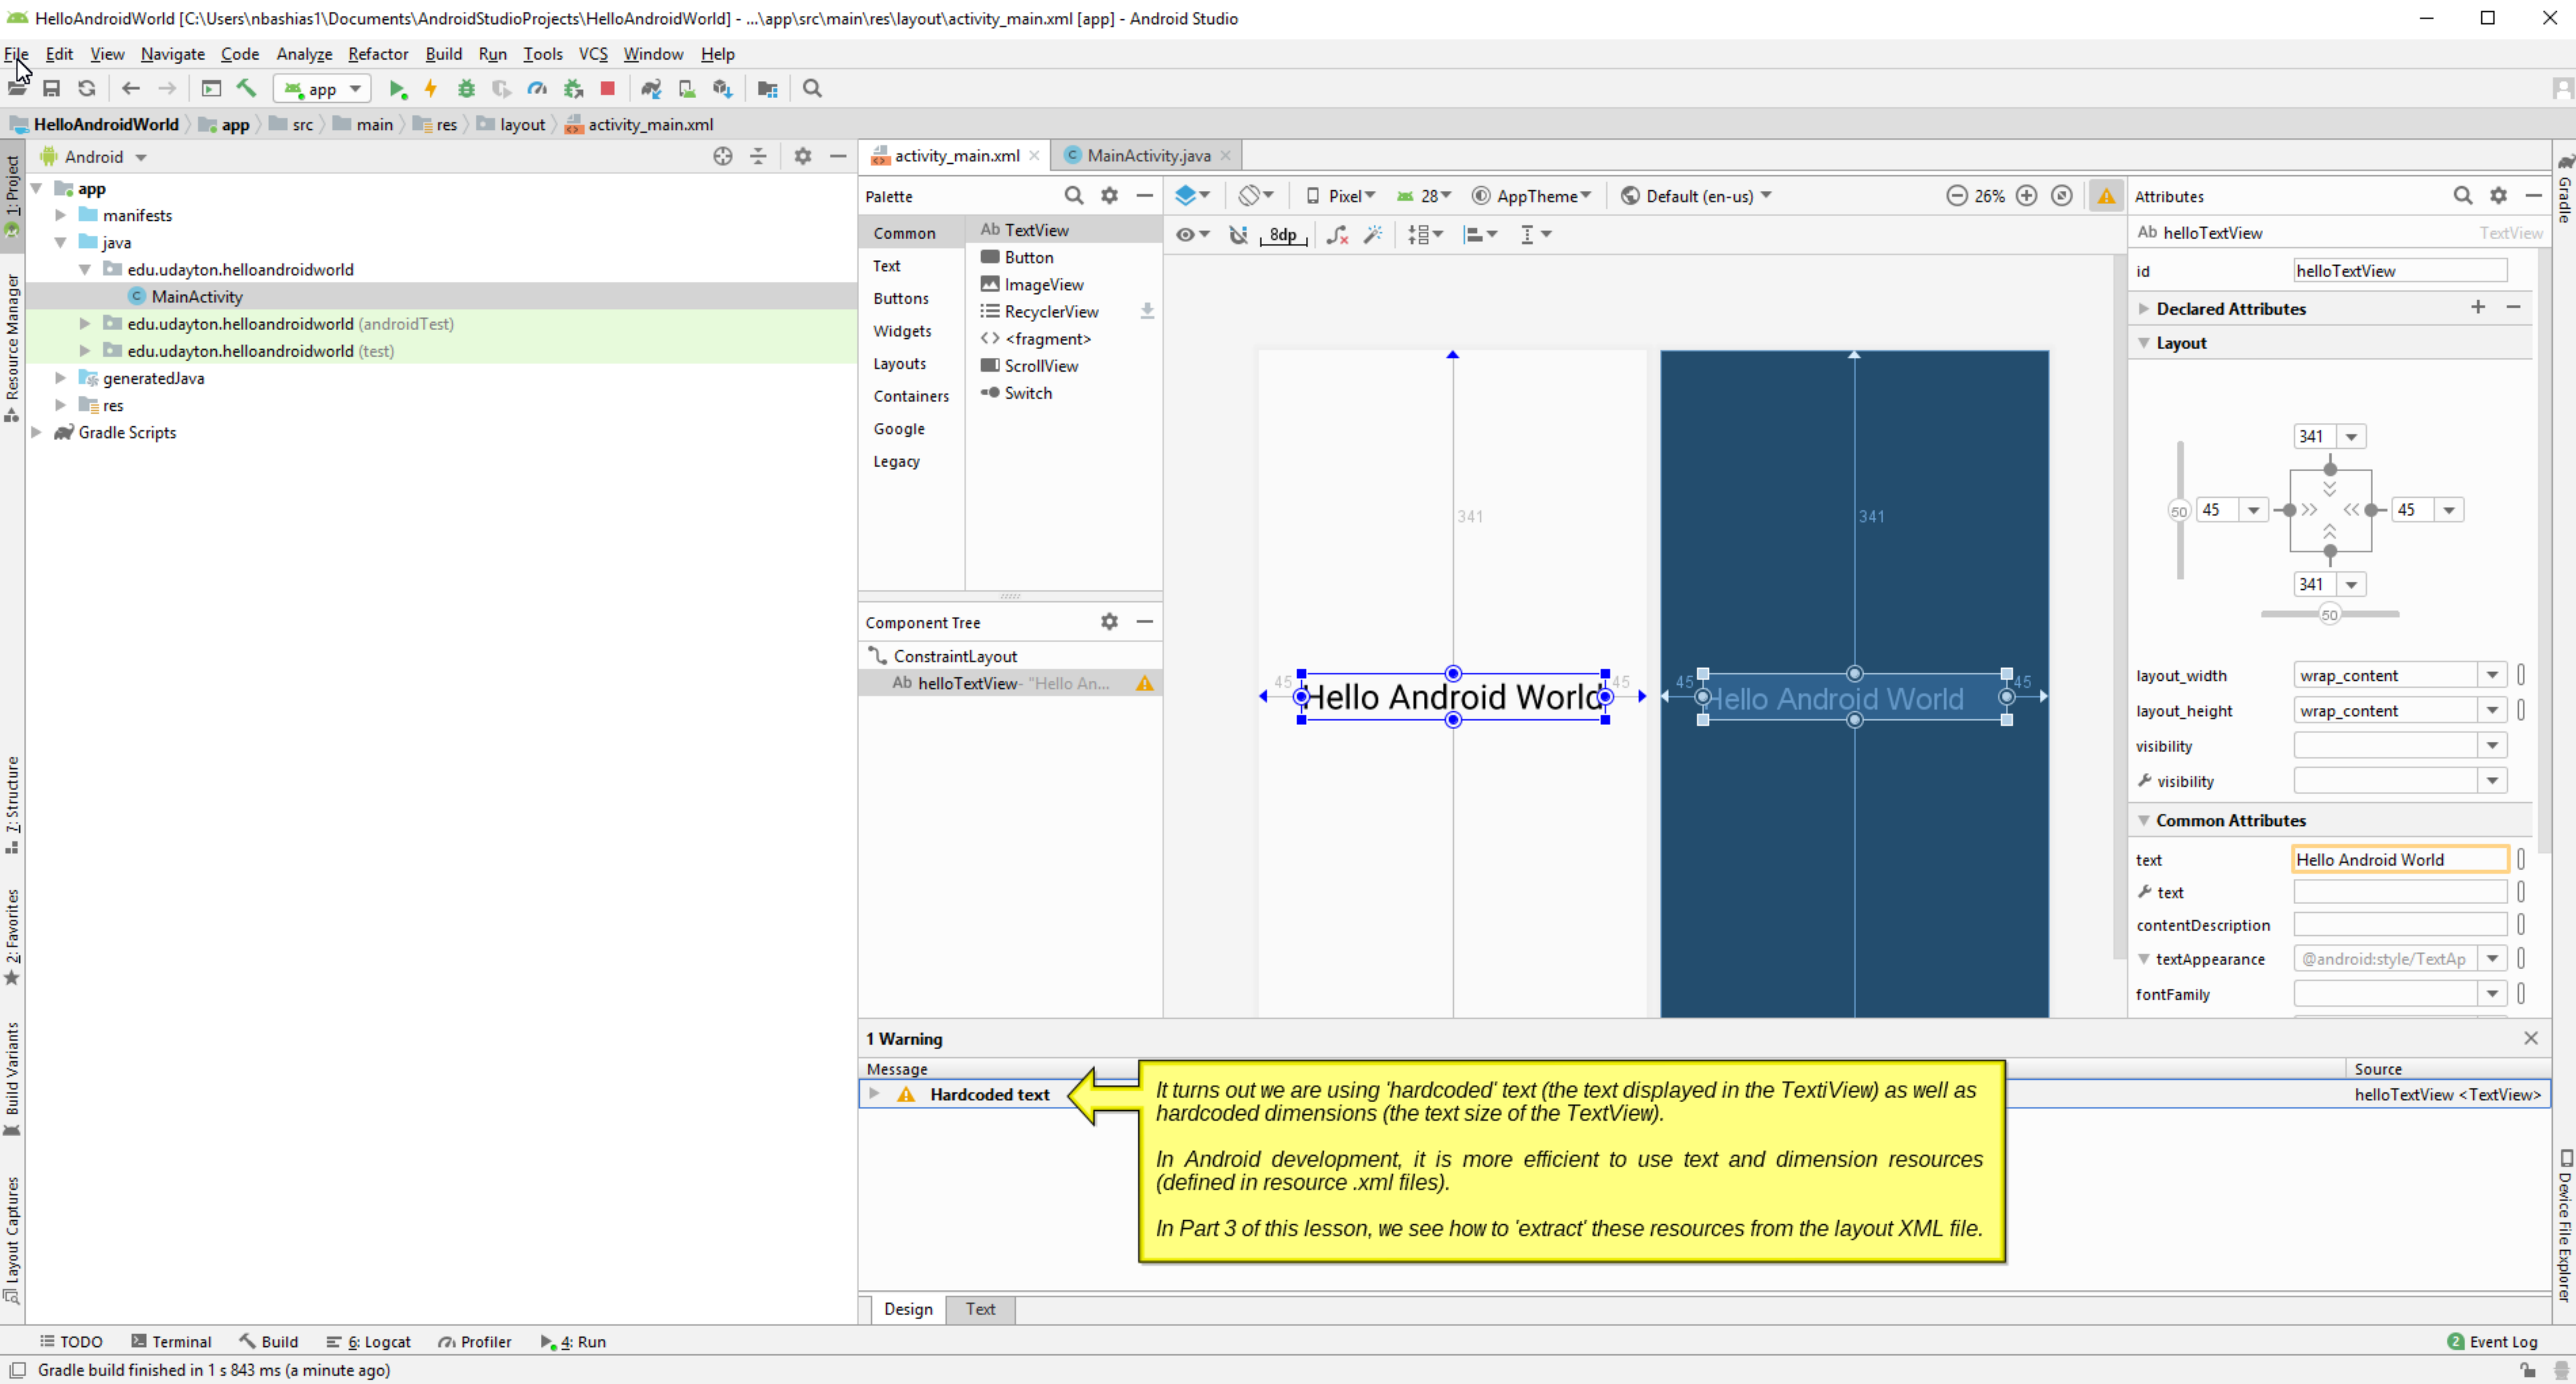 HelloAndroidWorld [C:\Users\nbashias1\Documents\AndroidStudioProjects\HelloAndroidWorld] - ...\app\src\main\res\layout\activity_main.xml [app] - Android Studio
File Edit View Navigate Code Analyze Refactor Build Run Tools VCS Window Help
app
HelloAndroidWorld app src main res layout activity_main.xml
1: Project
Resource Manager
7: Structure
2: Favorites
Build Variants
Layout Captures
Android
app
manifests
java
edu.udayton.helloandroidworld
MainActivity
edu.udayton.helloandroidworld (androidTest)
edu.udayton.helloandroidworld (test)
generatedJava
res
Gradle Scripts
activity_main.xml MainActivity.java
Palette
Common
Text
Buttons
Widgets
Layouts
Containers
Google
Legacy
Ab TextView
Button
ImageView
RecyclerView
<fragment>
ScrollView
Switch
Component Tree
ConstraintLayout
Ab helloTextView- "Hello An...
Pixel 28 AppTheme Default (en-us) 26%
8dp
341
45 Hello Android World 45
341
45 Hello Android World 45
Attributes
Ab helloTextView TextView
id helloTextView
Declared Attributes
Layout
341
50 45 45
341
50
layout_width wrap_content
layout_height wrap_content
visibility
visibility
Common Attributes
text Hello Android World
text
contentDescription
textAppearance @android:style/TextAp
fontFamily
1 Warning
Message Source
Hardcoded text helloTextView <TextView>
It turns out we are using 'hardcoded' text (the text displayed in the TextiView) as well as
hardcoded dimensions (the text size of the TextView).
In Android development, it is more efficient to use text and dimension resources
(defined in resource .xml files).
In Part 3 of this lesson, we see how to 'extract' these resources from the layout XML file.
Design Text
Gradle
Device File Explorer
TODO Terminal Build 6: Logcat Profiler 4: Run 2 Event Log
Gradle build finished in 1 s 843 ms (a minute ago)